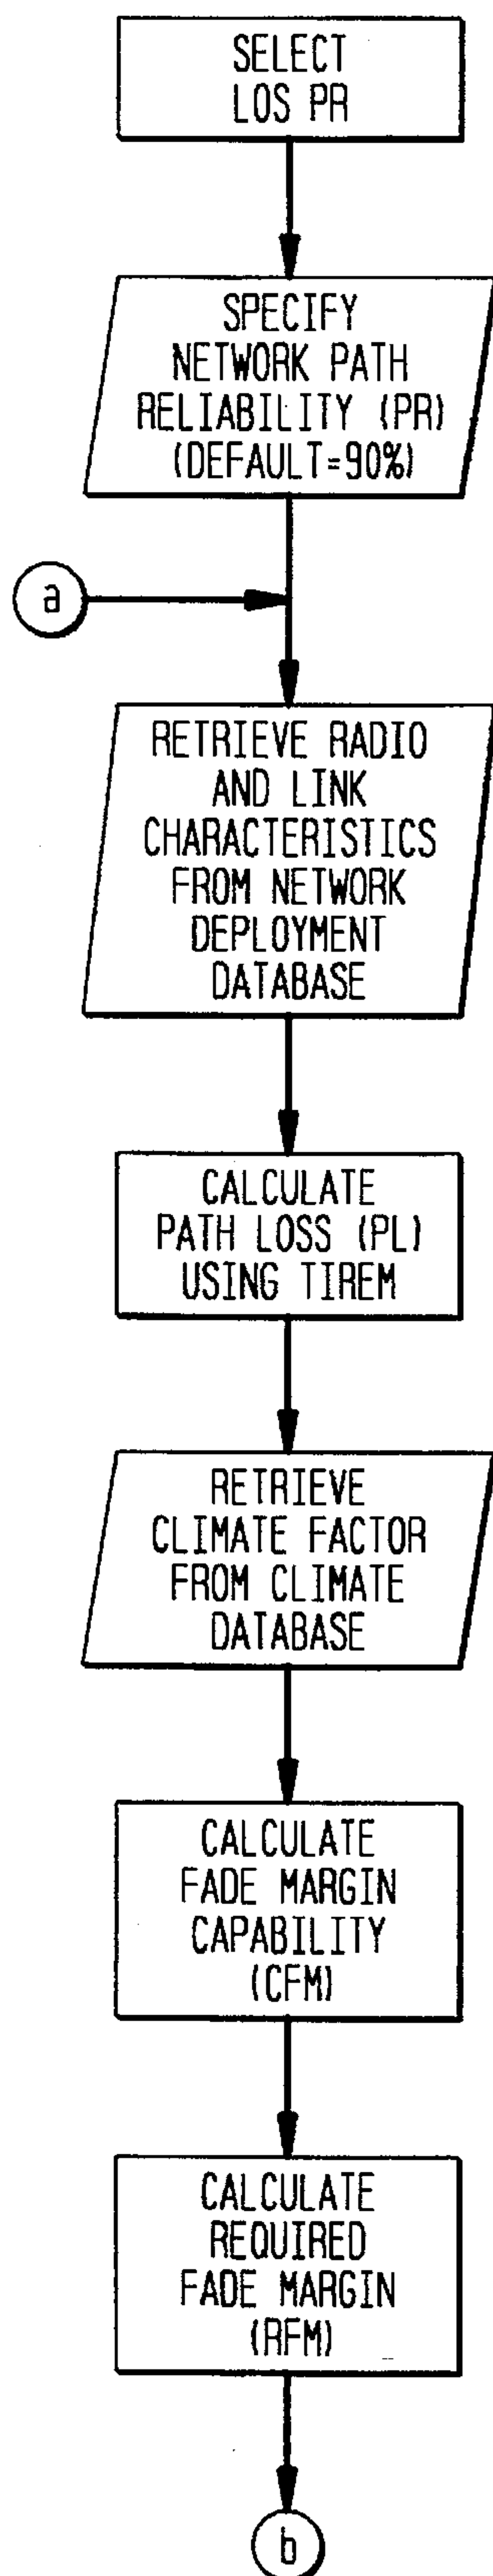 SELECT
LOS PR
SPECIFY
NETWORK PATH
RELIABILITY (PR)
(DEFAULT=90%)
a
RETRIEVE RADIO
AND LINK
CHARACTERISTICS
FROM NETWORK
DEPLOYMENT
DATABASE
CALCULATE
PATH LOSS (PL)
USING TIREM
RETRIEVE
CLIMATE FACTOR
FROM CLIMATE
DATABASE
CALCULATE
FADE MARGIN
CAPABILITY
(CFM)
CALCULATE
REQUIRED
FADE MARGIN
(RFM)
b